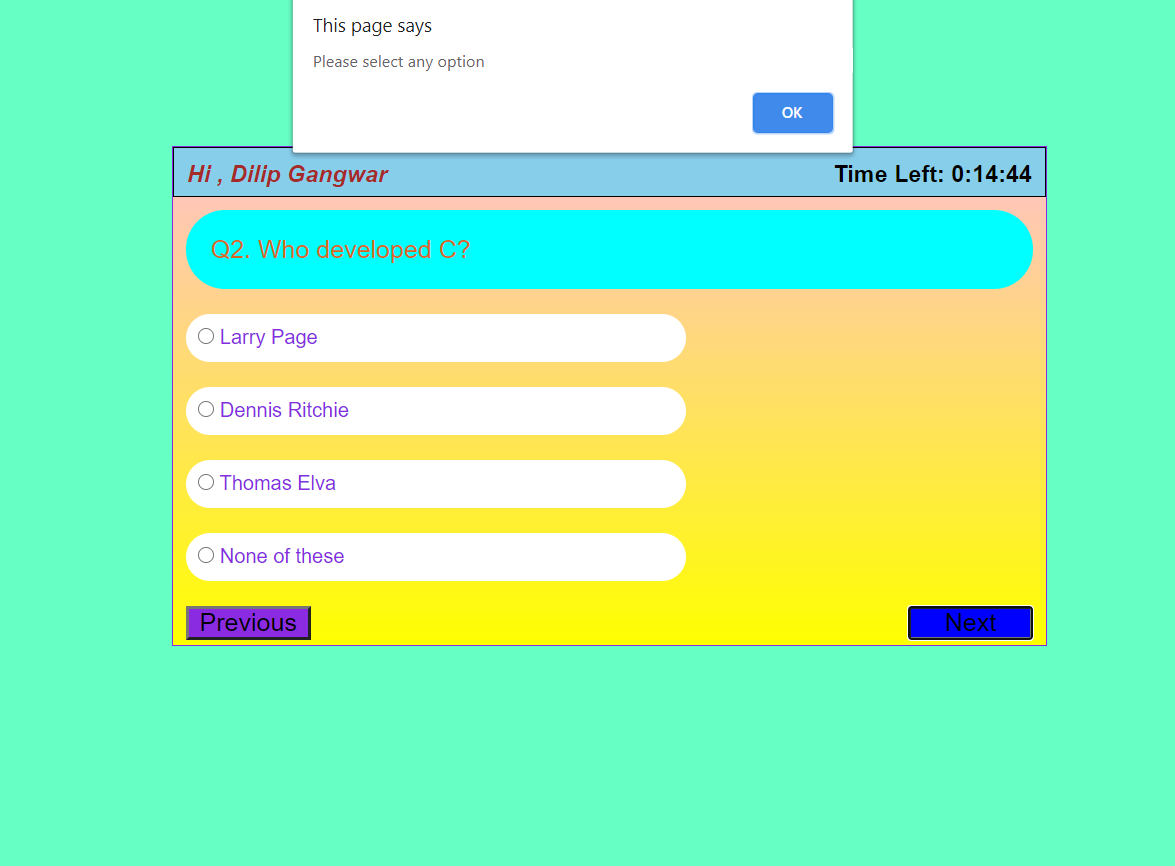 This page says
Please select any option
OK
Hi , Dilip Gangwar
Time Left: 0:14:44
Q2. Who developed C?
Larry Page
Dennis Ritchie
Thomas Elva
None of these
Previous
Next